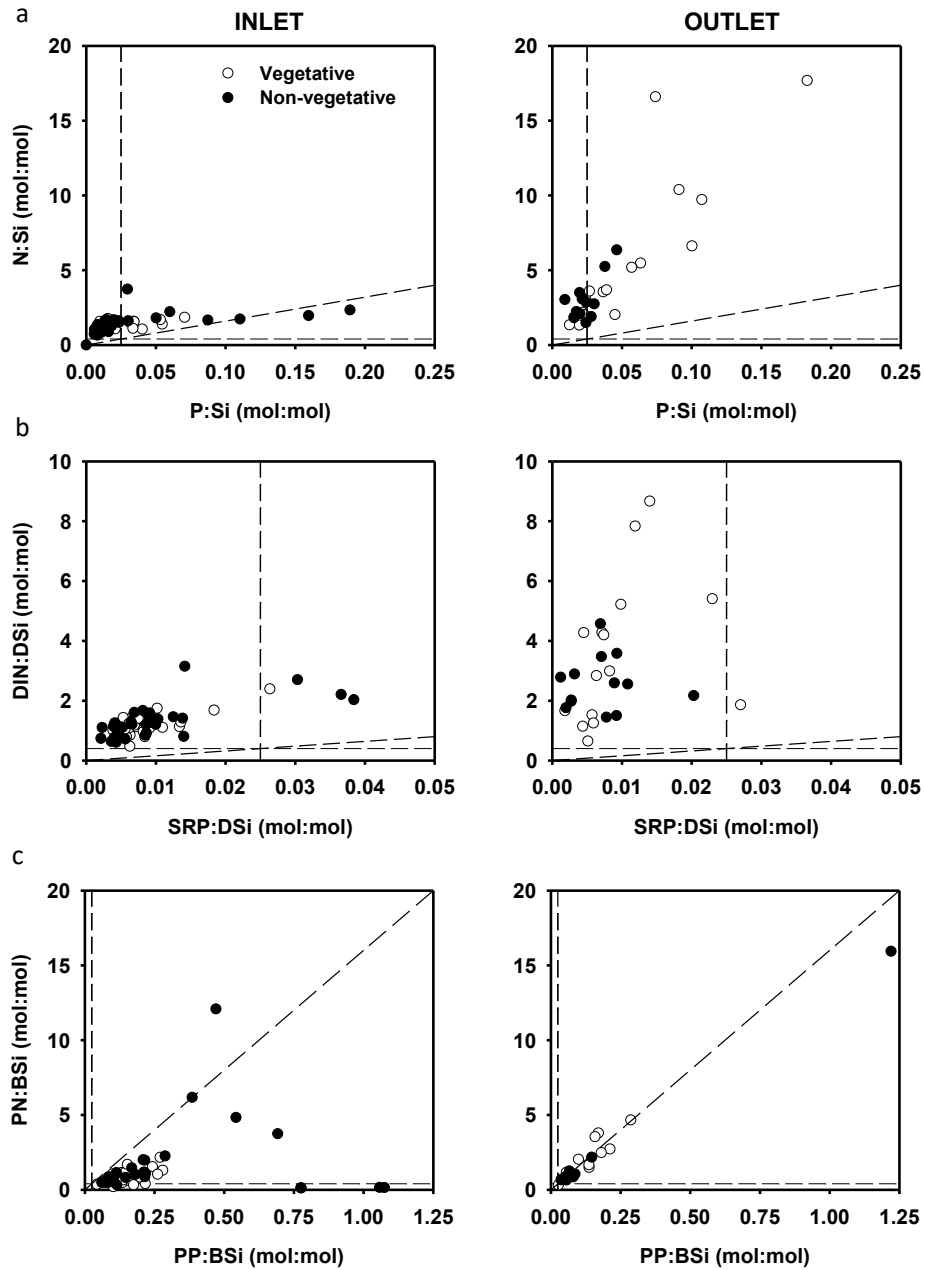 a
INLET
OUTLET
20
15
10
5
0
N:Si (mol:mol)
Vegetative
Non-vegetative
0.00 0.05 0.10 0.15 0.20 0.25
P:Si (mol:mol)
20
15
10
5
0
0.00 0.05 0.10 0.15 0.20 0.25
P:Si (mol:mol)
b
10
8
6
4
2
0
DIN:DSi (mol:mol)
0.00 0.01 0.02 0.03 0.04 0.05
SRP:DSi (mol:mol)
10
8
6
4
2
0
0.00 0.01 0.02 0.03 0.04 0.05
SRP:DSi (mol:mol)
c
20
15
10
5
0
PN:BSi (mol:mol)
0.00 0.25 0.50 0.75 1.00 1.25
PP:BSi (mol:mol)
20
15
10
5
0
0.00 0.25 0.50 0.75 1.00 1.25
PP:BSi (mol:mol)